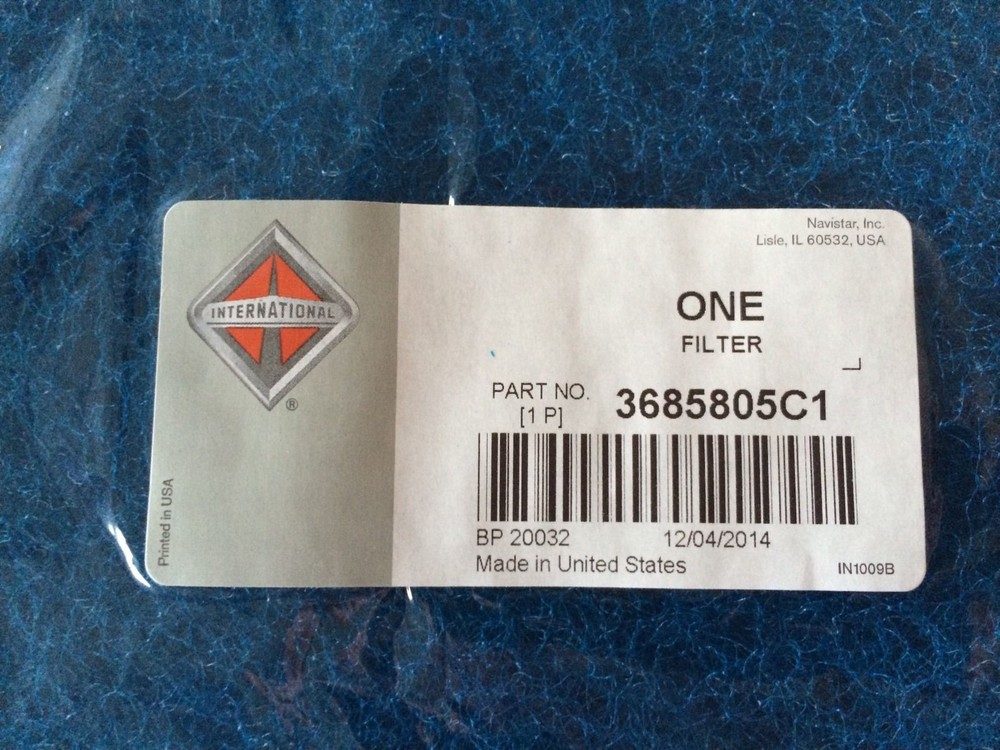 INTERNATIONAL
®
Printed in USA
Navistar, Inc.
Lisle, IL 60532, USA
ONE
FILTER
PART NO. 3685805C1
[1 P]
BP 20032 12/04/2014
Made in United States
IN1009B